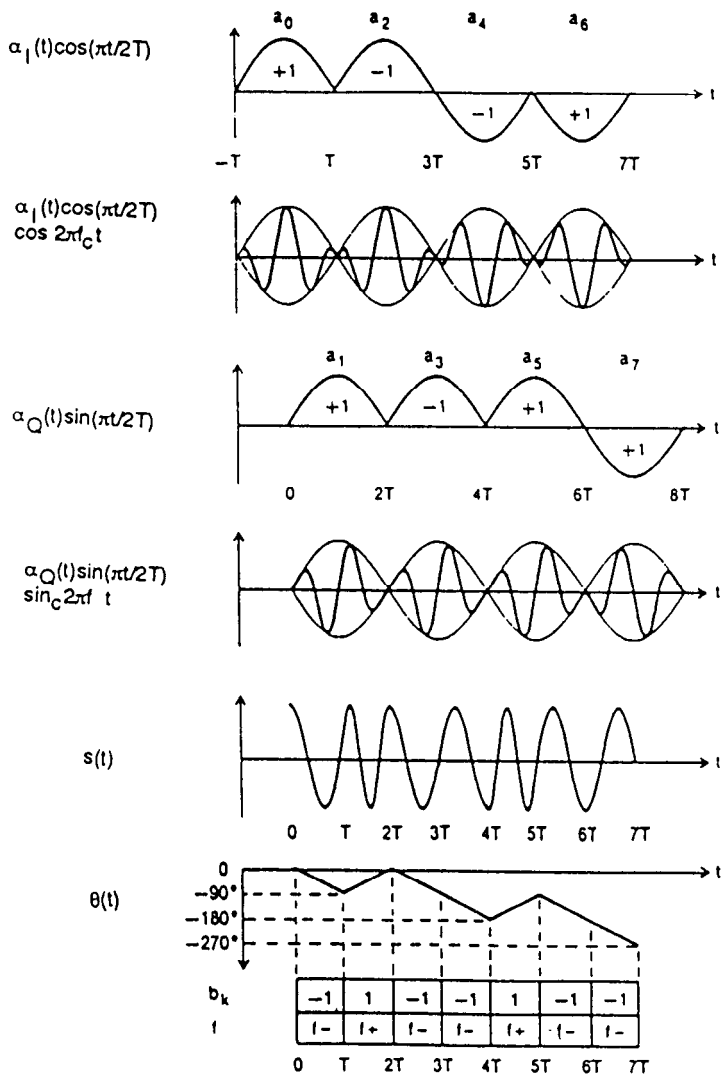 a₀ a₂ a₄ a₆
α_I(t)cos(πt/2T)
+1 −1 −1 +1 t
−T T 3T 5T 7T
α_I(t)cos(πt/2T)
cos 2πf_c t
t
a₁ a₃ a₅ a₇
α_Q(t)sin(πt/2T)
+1 −1 +1 +1 t
0 2T 4T 6T 8T
α_Q(t)sin(πt/2T)
sin_c 2πf t
t
s(t)
t
0 T 2T 3T 4T 5T 6T 7T
0 t
−90°
θ(t)
−180°
−270°
b_k −1 1 −1 −1 1 −1 −1
f f− f+ f− f− f+ f− f−
0 T 2T 3T 4T 5T 6T 7T